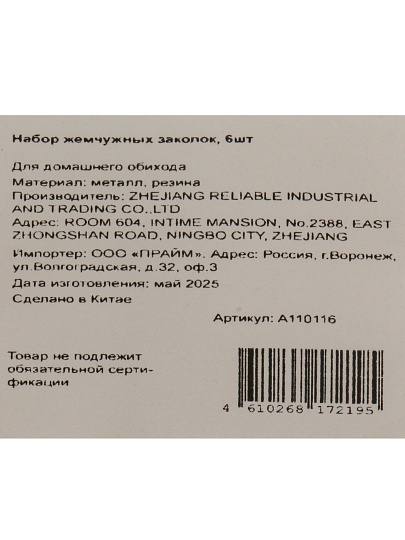 Набор жемчужных заколок, 6шт
Для домашнего обихода
Материал: металл, резина
Производитель: ZHEJIANG RELIABLE INDUSTRIAL
AND TRADING CO.,LTD
Адрес: ROOM 604, INTIME MANSION, No.2388, EAST
ZHONGSHAN ROAD, NINGBO CITY, ZHEJIANG
Импортер: ООО «ПРАЙМ». Адрес: Россия, г.Воронеж,
ул.Волгоградская, д.32, оф.3
Дата изготовления: май 2025
Сделано в Китае
Артикул: A110116
Товар не подлежит
обязательной серти-
фикации
4 610268 172195